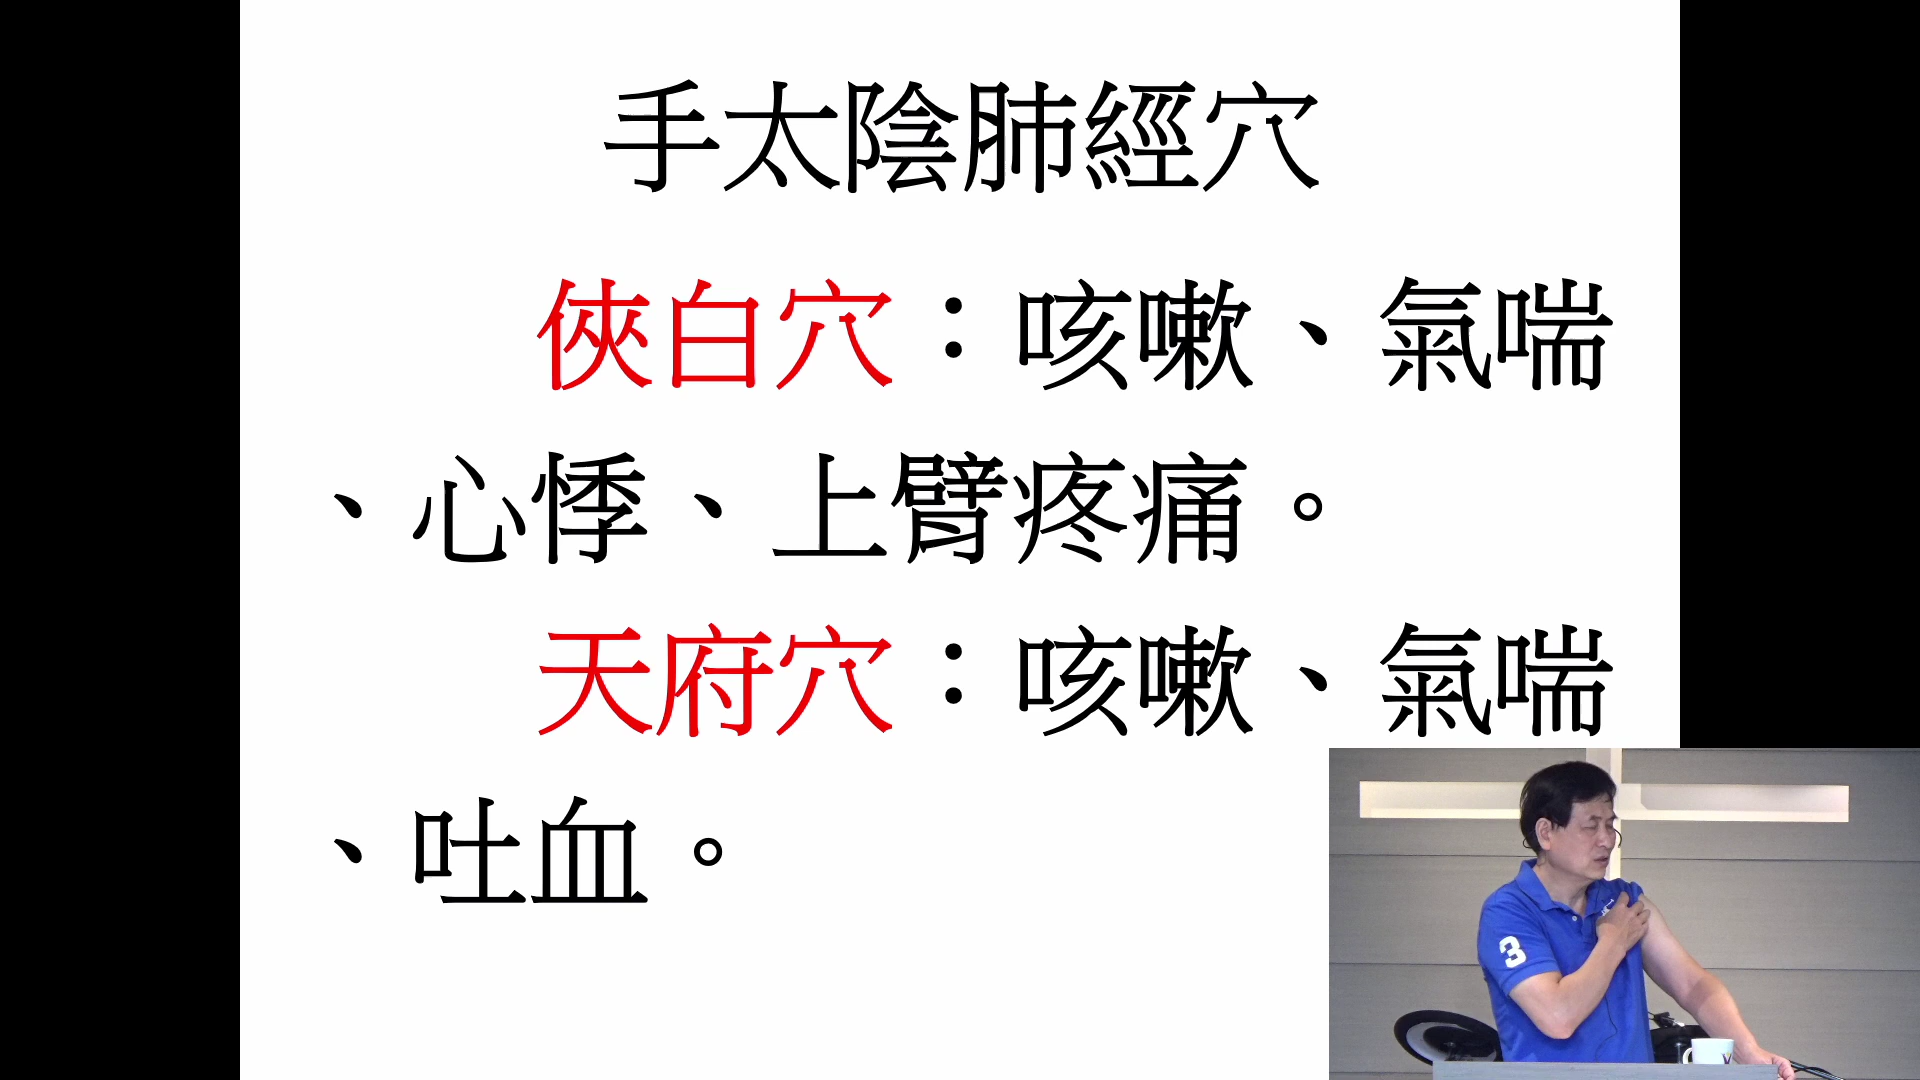 手太陰肺經穴
俠白穴：咳嗽、氣喘
、心悸、上臂疼痛。
天府穴：咳嗽、氣喘
、吐血。
3